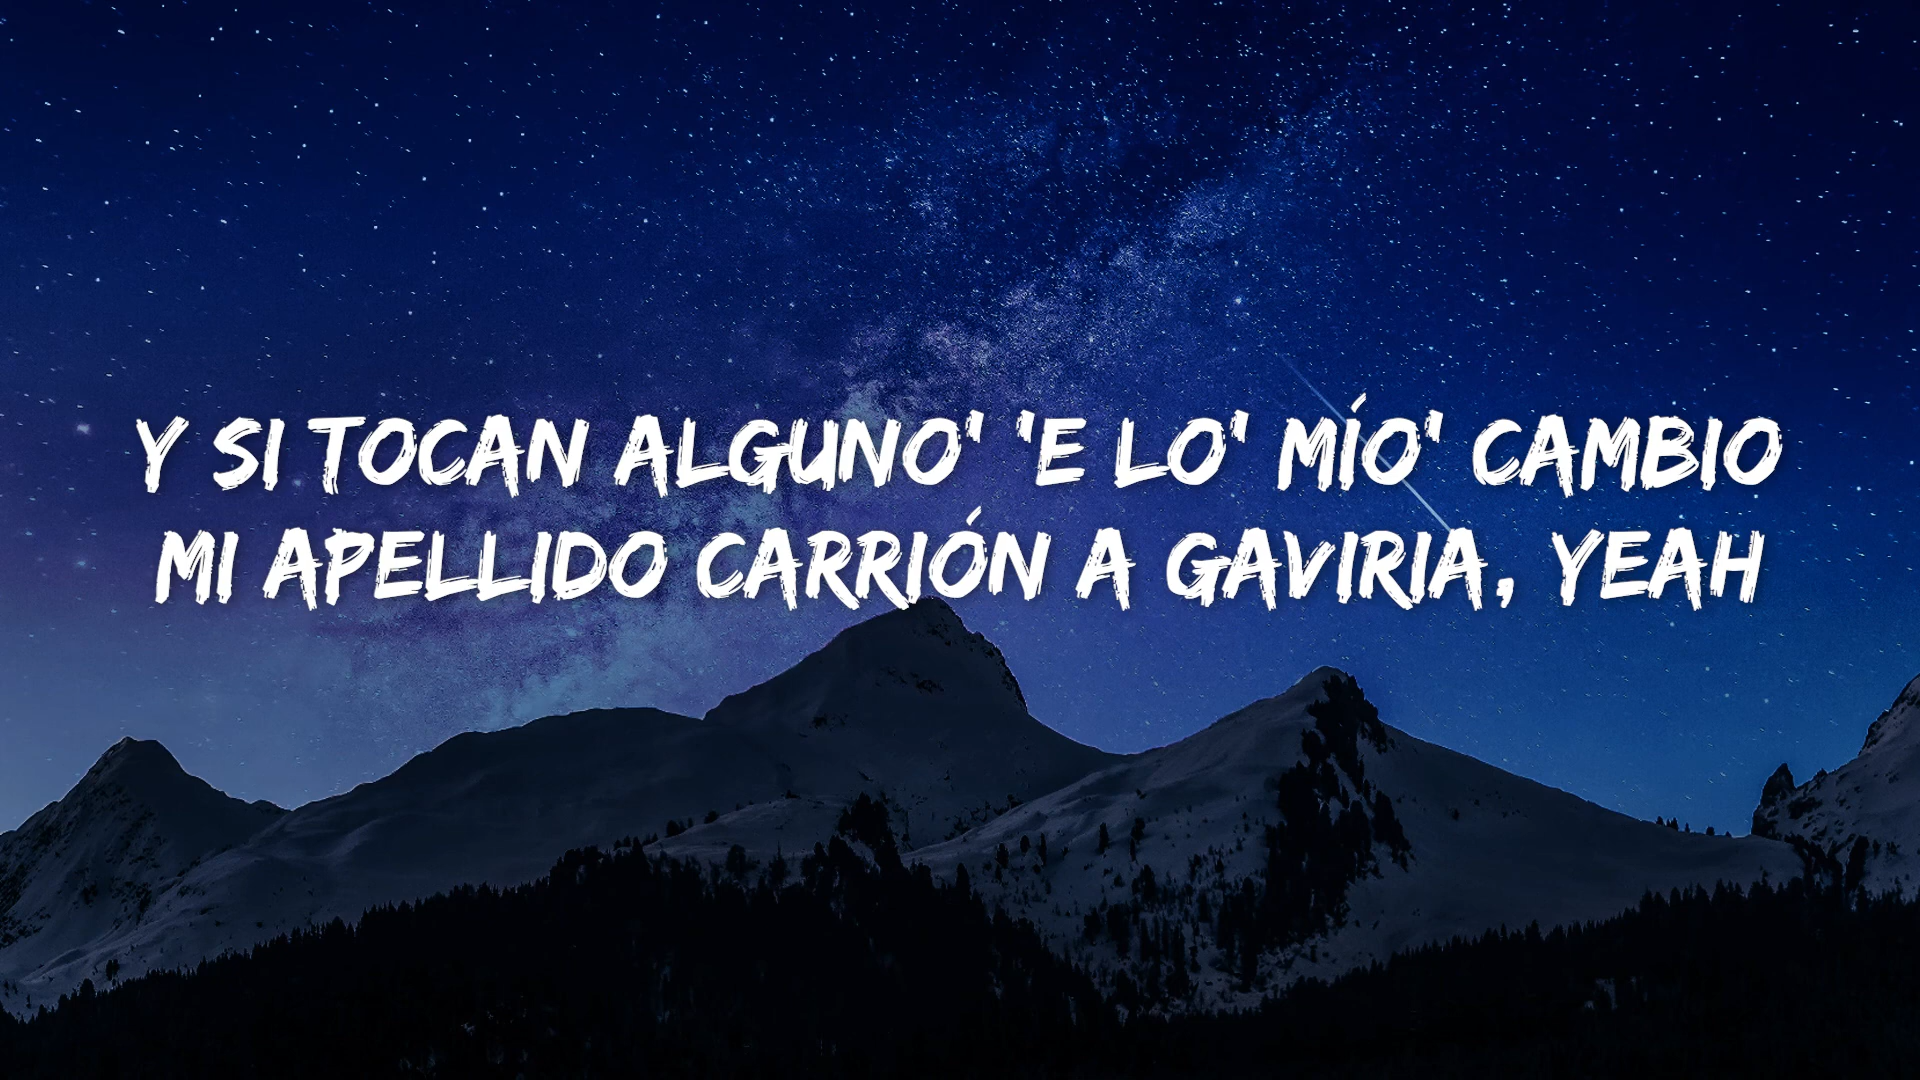 Y SI TOCAN ALGUNO' 'E LO' MÍO' CAMBIO
MI APELLIDO CARRIÓN A GAVIRIA, YEAH